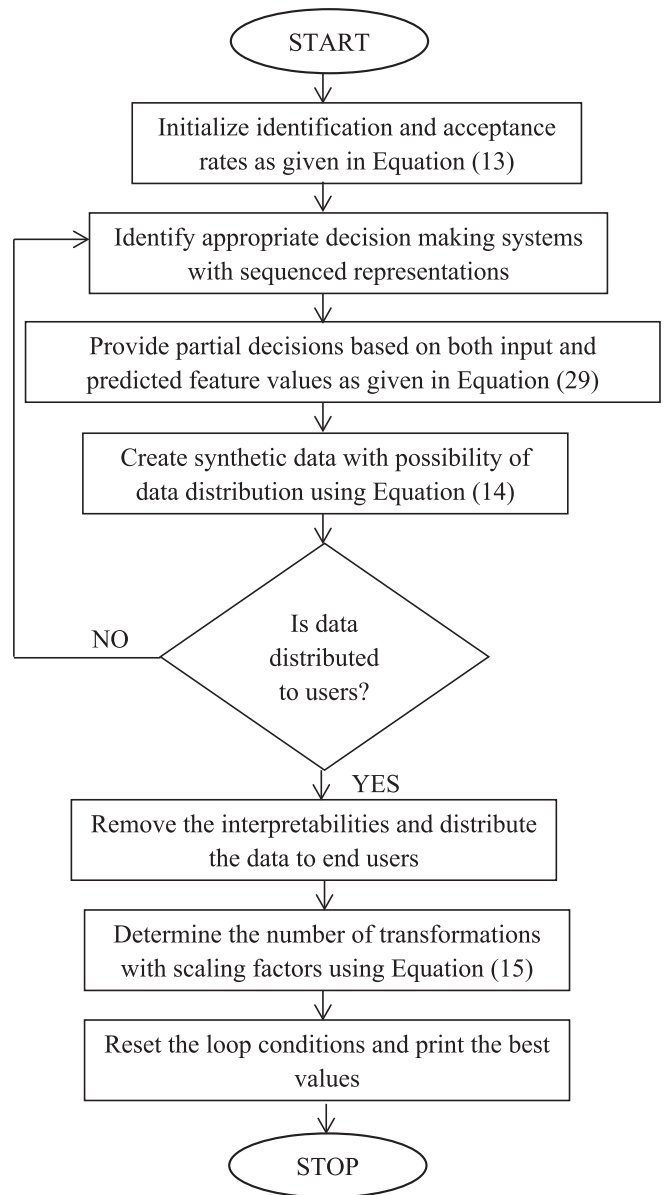 START
Initialize identification and acceptance
rates as given in Equation (13)
Identify appropriate decision making systems
with sequenced representations
Provide partial decisions based on both input and
predicted feature values as given in Equation (29)
Create synthetic data with possibility of
data distribution using Equation (14)
Is data
distributed
to users?
NO
YES
Remove the interpretabilities and distribute
the data to end users
Determine the number of transformations
with scaling factors using Equation (15)
Reset the loop conditions and print the best
values
STOP